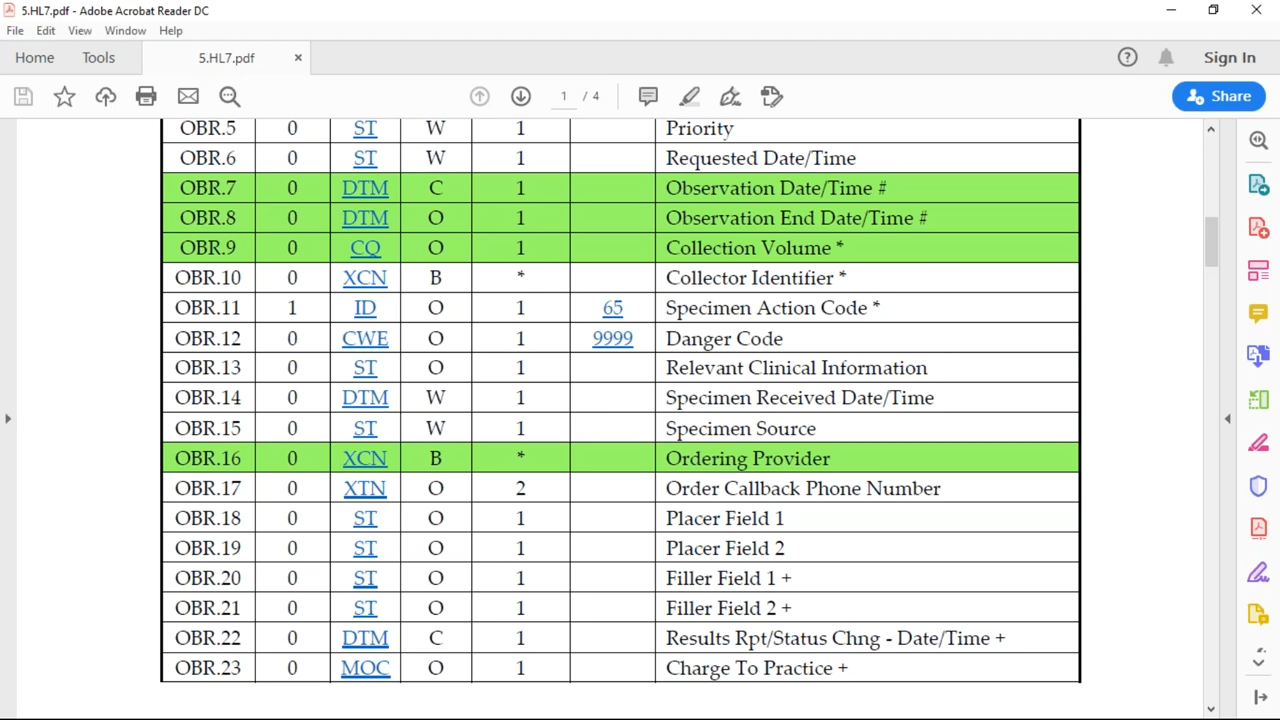 5.HL7.pdf - Adobe Acrobat Reader DC
File Edit View Window Help
Home Tools 5.HL7.pdf × Sign In
1 / 4 Share
OBR.5 0 ST W 1 Priority
OBR.6 0 ST W 1 Requested Date/Time
OBR.7 0 DTM C 1 Observation Date/Time #
OBR.8 0 DTM O 1 Observation End Date/Time #
OBR.9 0 CQ O 1 Collection Volume *
OBR.10 0 XCN B * Collector Identifier *
OBR.11 1 ID O 1 65 Specimen Action Code *
OBR.12 0 CWE O 1 9999 Danger Code
OBR.13 0 ST O 1 Relevant Clinical Information
OBR.14 0 DTM W 1 Specimen Received Date/Time
OBR.15 0 ST W 1 Specimen Source
OBR.16 0 XCN B * Ordering Provider
OBR.17 0 XTN O 2 Order Callback Phone Number
OBR.18 0 ST O 1 Placer Field 1
OBR.19 0 ST O 1 Placer Field 2
OBR.20 0 ST O 1 Filler Field 1 +
OBR.21 0 ST O 1 Filler Field 2 +
OBR.22 0 DTM C 1 Results Rpt/Status Chng - Date/Time +
OBR.23 0 MOC O 1 Charge To Practice +